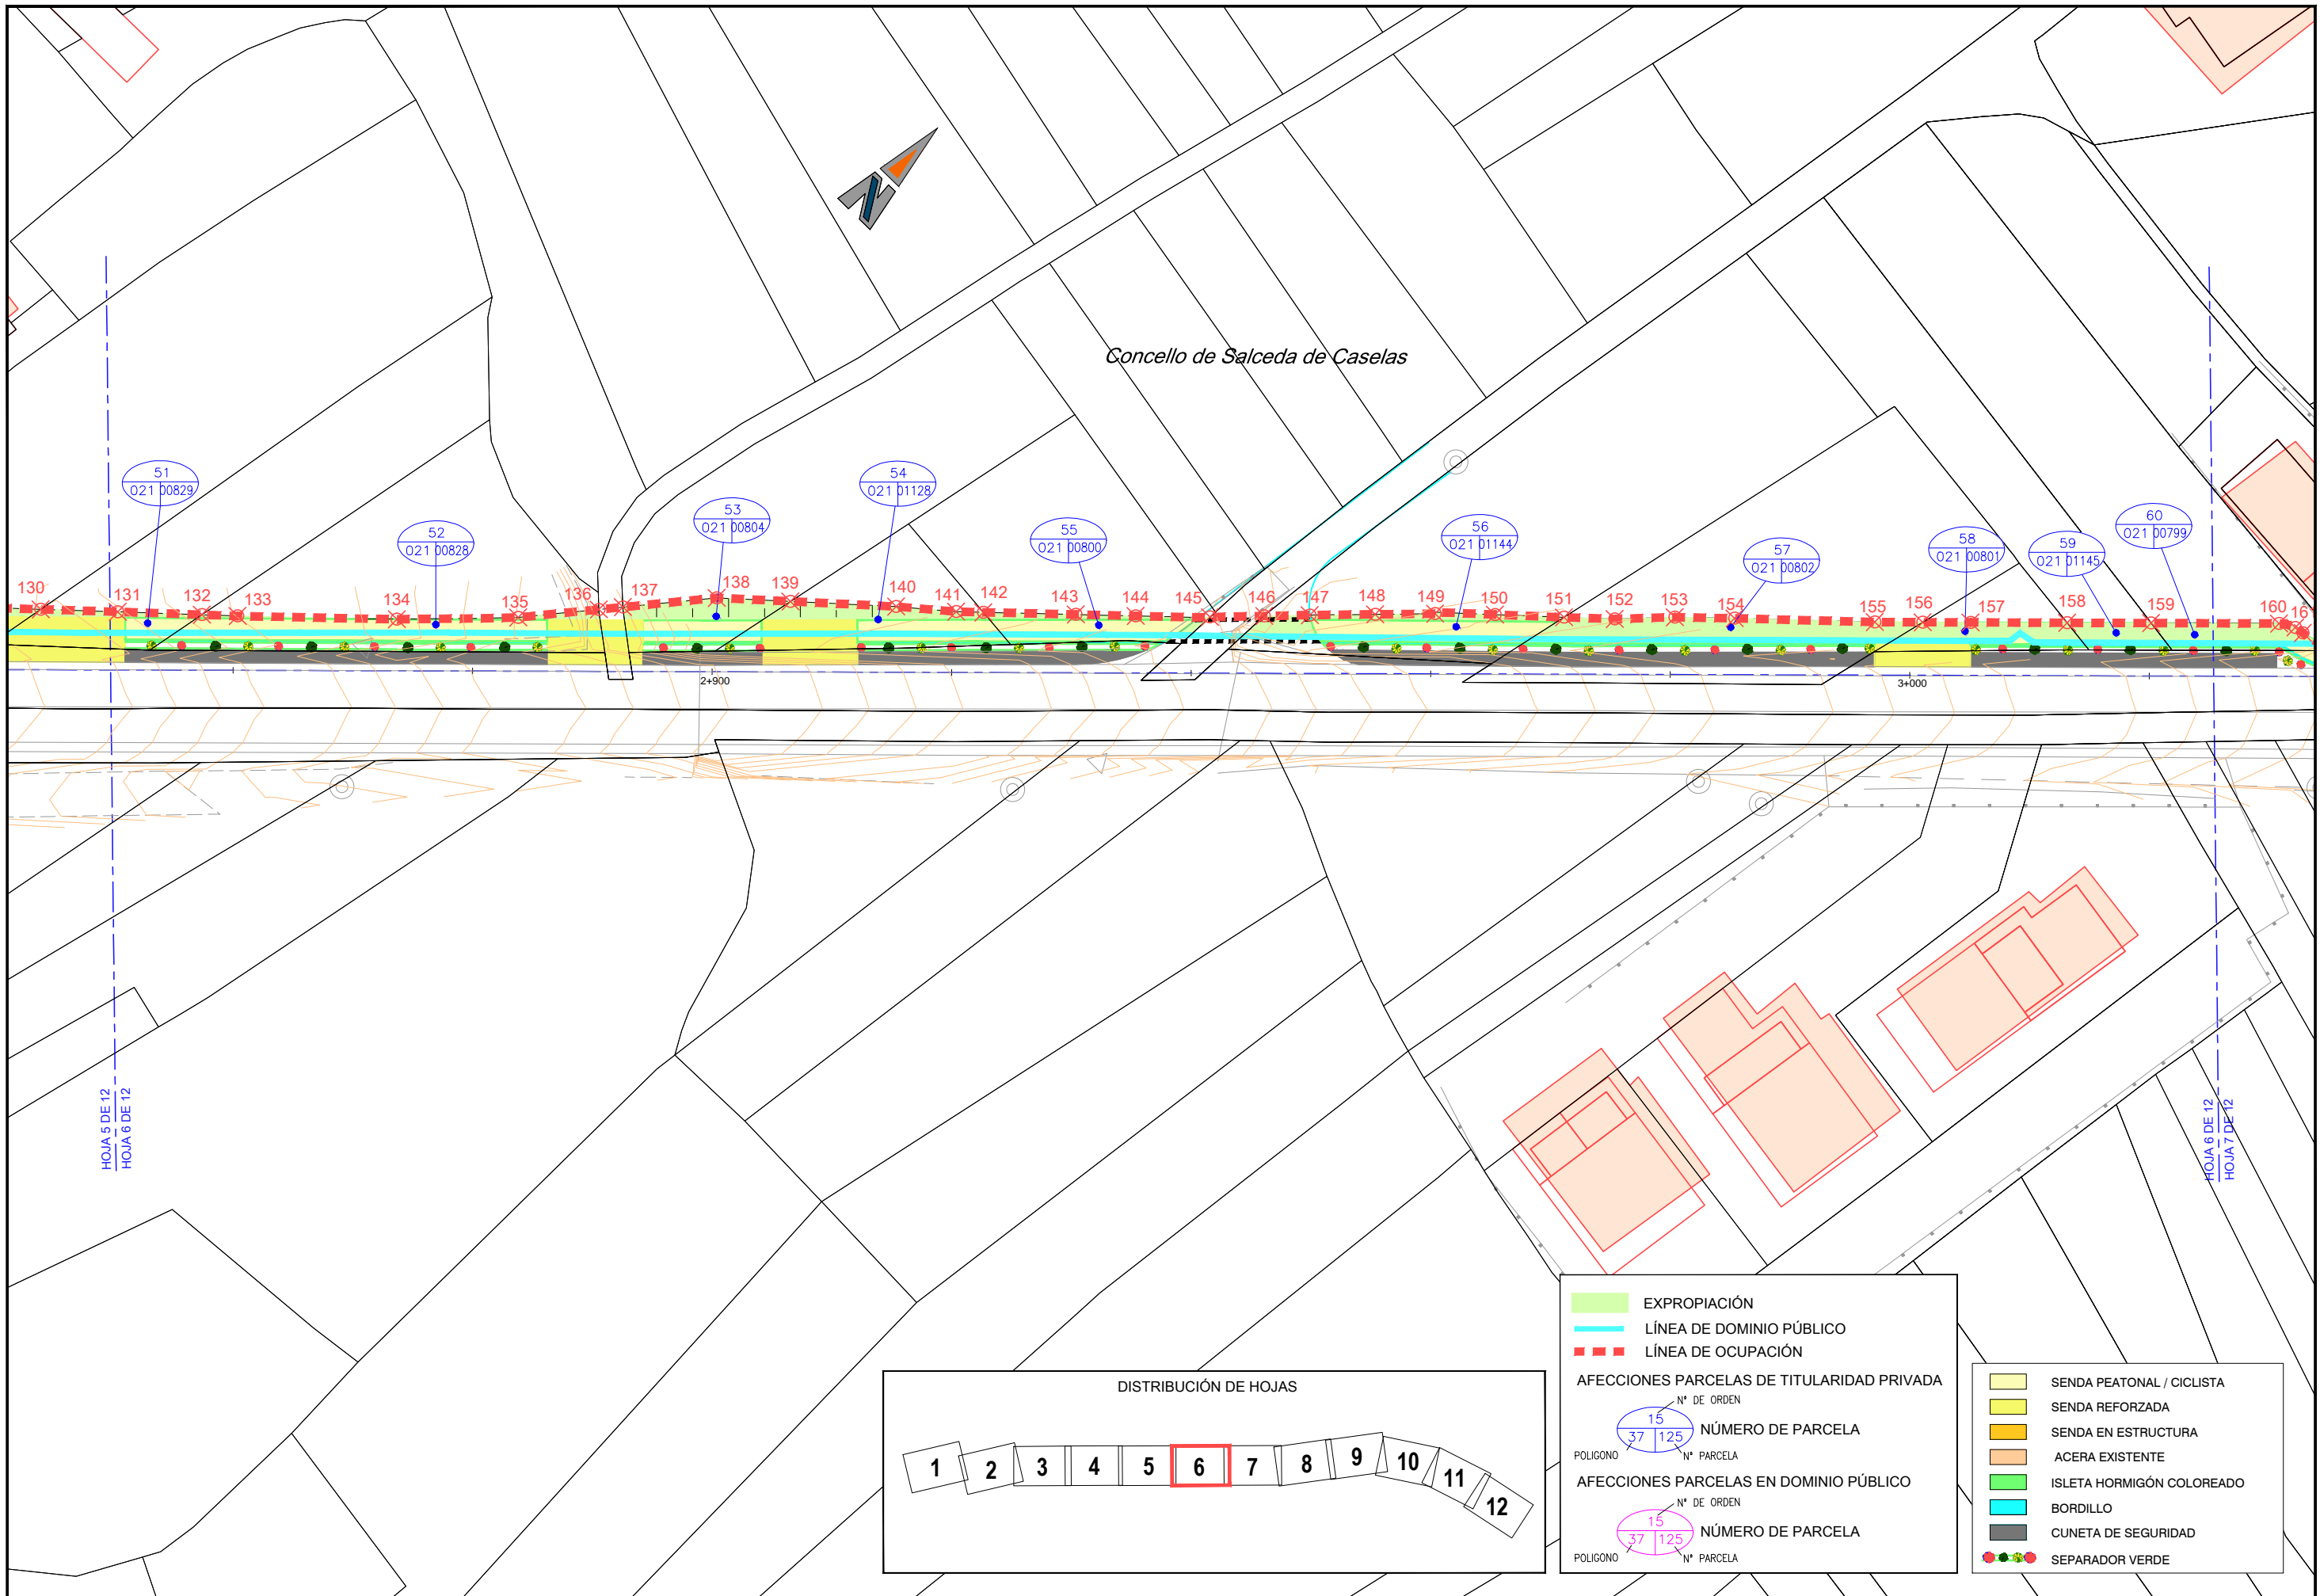 Concello de Salceda de Caselas
51
021 00829
52
021 00828
53
021 00804
54
021 01128
55
021 00800
56
021 01144
57
021 00802
58
021 00801
59
021 01145
60
021 00799
130
131
132
133
134
135
136
137
138
139
140
141
142
143
144
145
146
147
148
149
150
151
152
153
154
155
156
157
158
159
160
2+900
3+000
HOJA 5 DE 12
HOJA 6 DE 12
HOJA 6 DE 12
HOJA 7 DE 12
DISTRIBUCIÓN DE HOJAS
1 2 3 4 5 6 7 8 9 10 11 12
EXPROPIACIÓN
LÍNEA DE DOMINIO PÚBLICO
LÍNEA DE OCUPACIÓN
AFECCIONES PARCELAS DE TITULARIDAD PRIVADA
Nº DE ORDEN
15
37 125
NÚMERO DE PARCELA
POLIGONO
Nº PARCELA
AFECCIONES PARCELAS EN DOMINIO PÚBLICO
Nº DE ORDEN
15
37 125
NÚMERO DE PARCELA
POLIGONO
Nº PARCELA
SENDA PEATONAL / CICLISTA
SENDA REFORZADA
SENDA EN ESTRUCTURA
ACERA EXISTENTE
ISLETA HORMIGÓN COLOREADO
BORDILLO
CUNETA DE SEGURIDAD
SEPARADOR VERDE